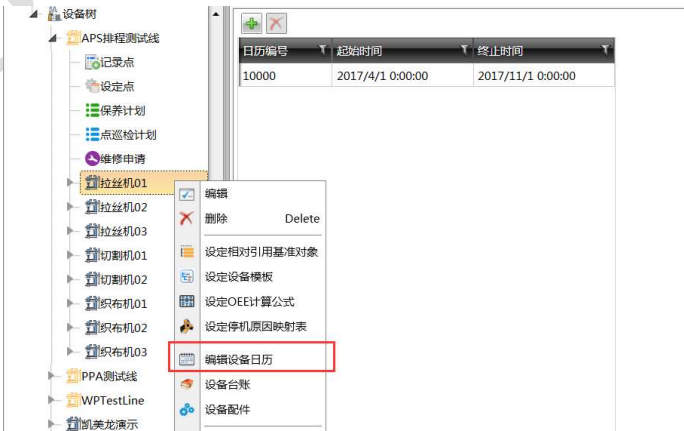 设备树
APS排程测试线
记录点
设定点
保养计划
点巡检计划
维修申请
拉丝机01
拉丝机02
拉丝机03
切割机01
切割机02
织布机01
织布机02
织布机03
PPA测试线
WPTestLine
凯美龙演示
日历编号 起始时间 终止时间
10000 2017/4/1 0:00:00 2017/11/1 0:00:00
编辑
删除 Delete
设定相对引用基准对象
设定设备模板
设定OEE计算公式
设定停机原因映射表
编辑设备日历
设备台账
设备配件